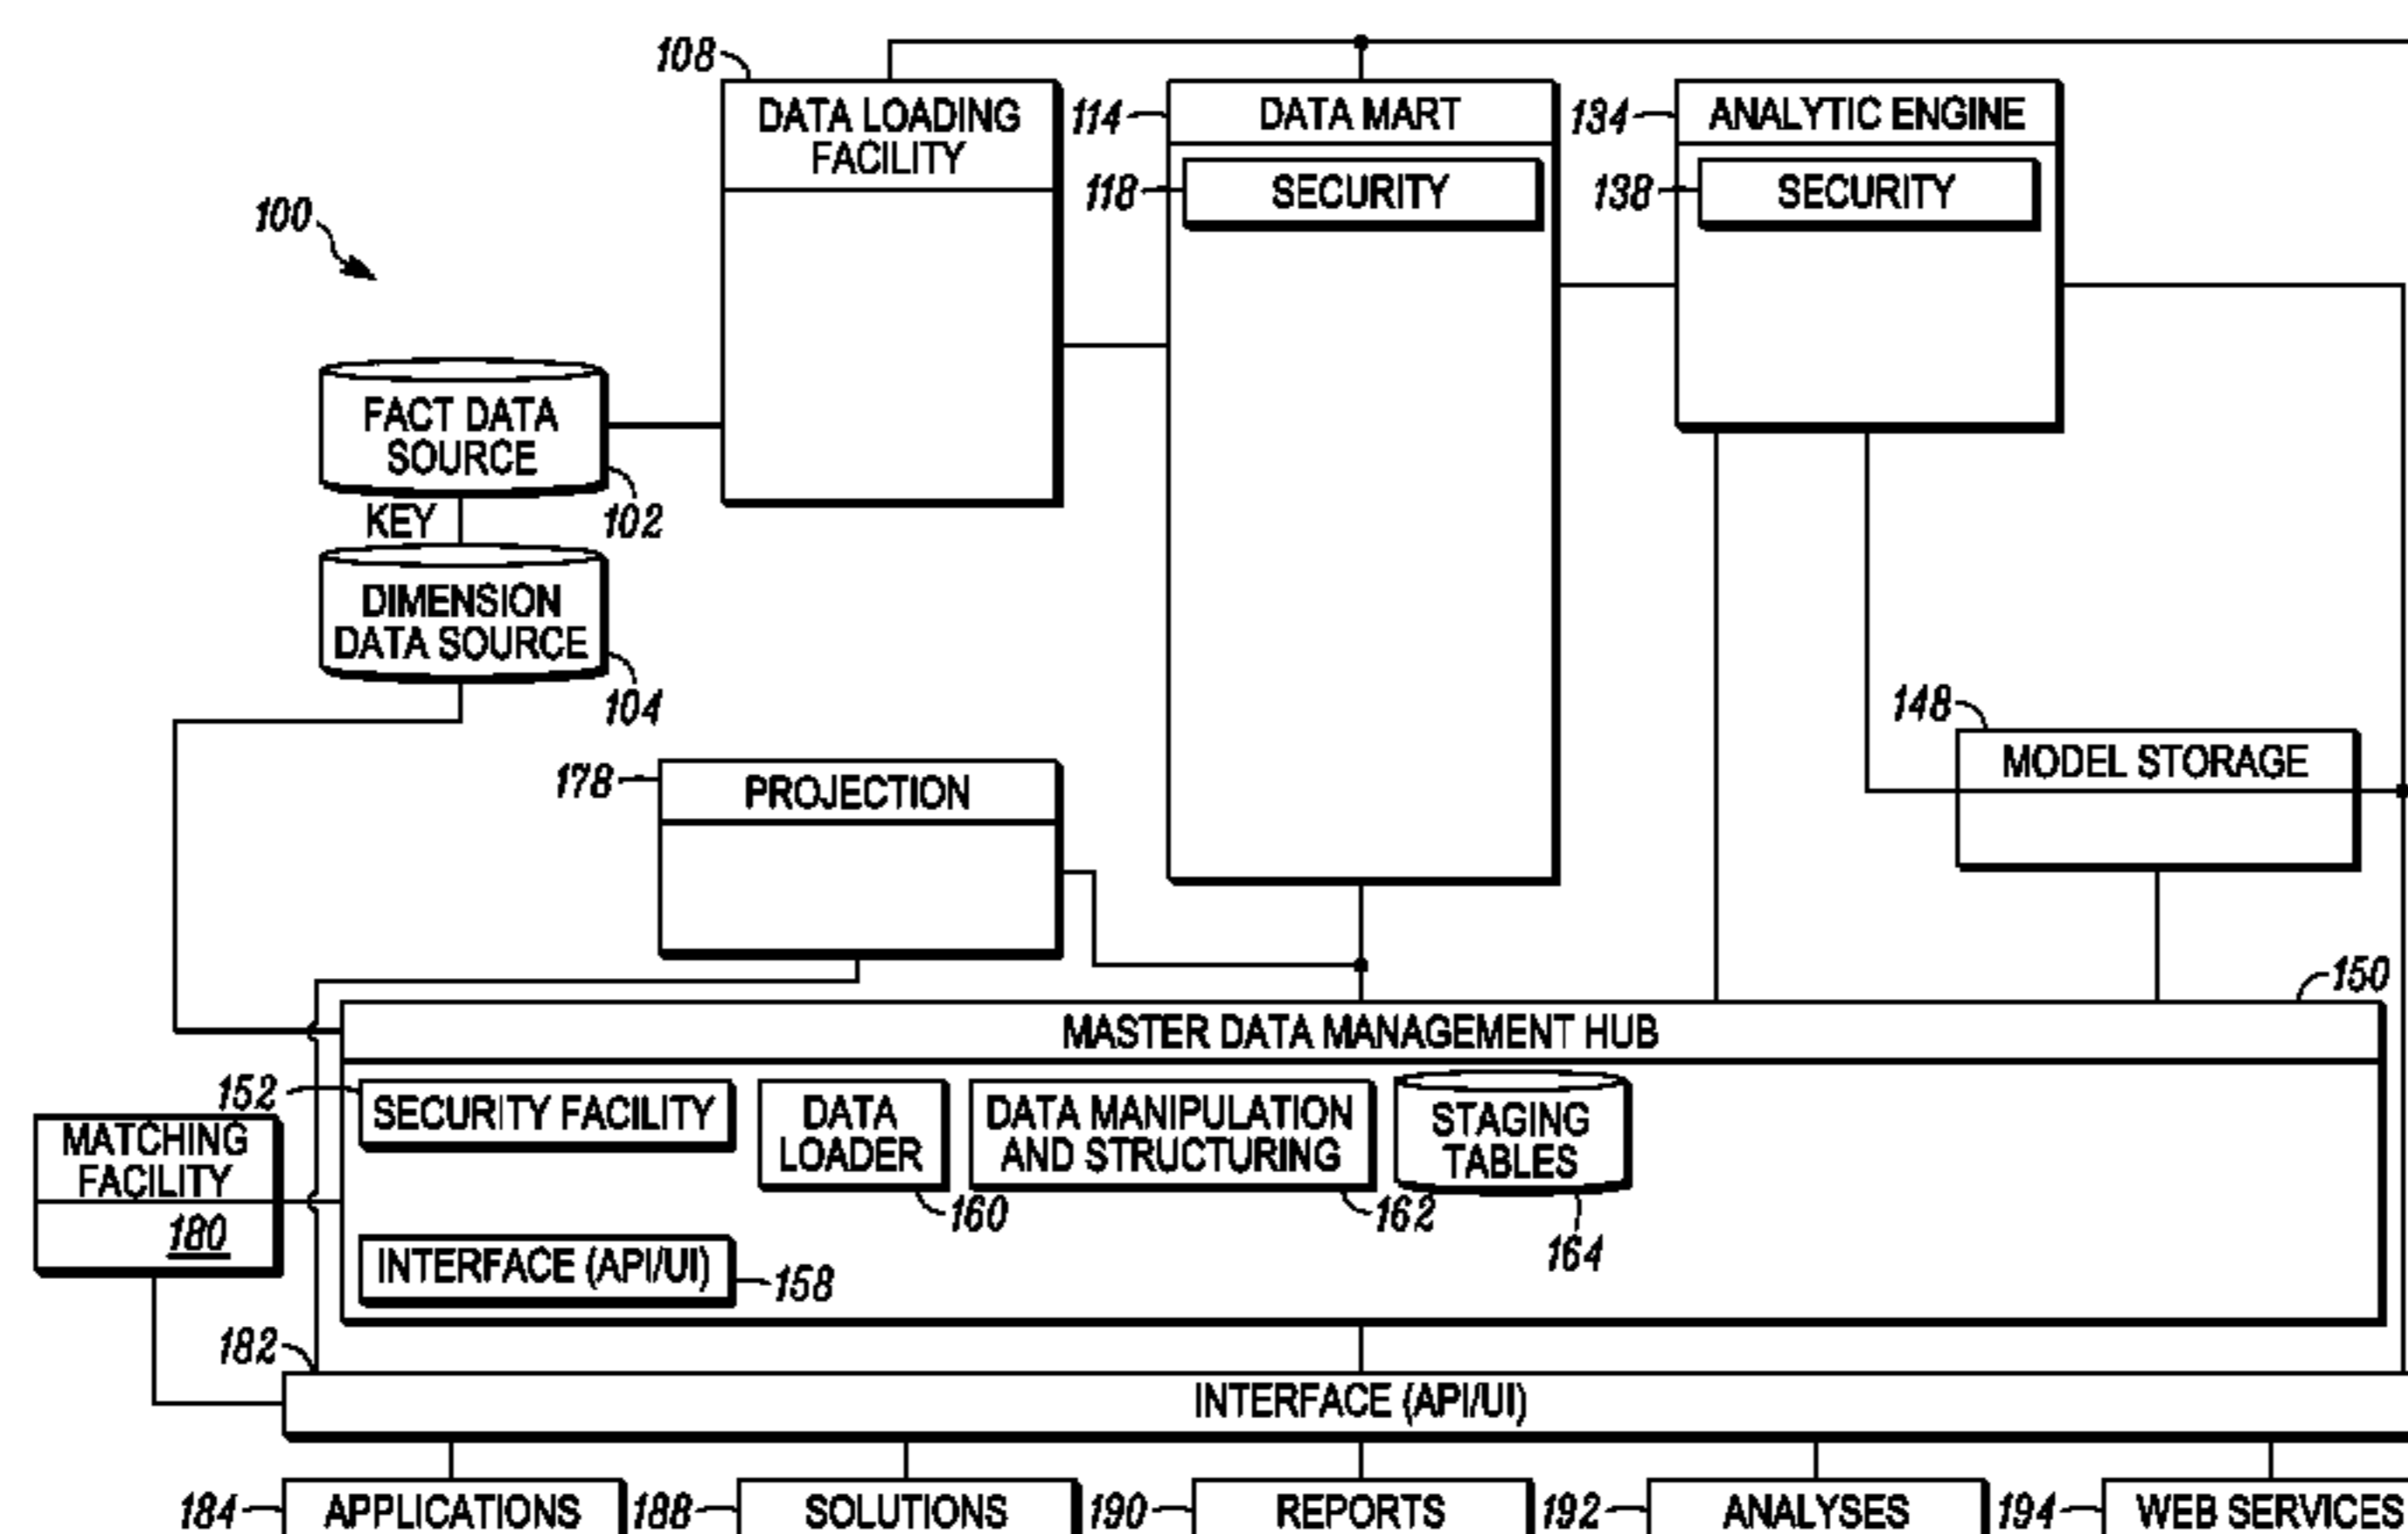 108
DATA LOADING
FACILITY
114
DATA MART
118
SECURITY
134
ANALYTIC ENGINE
138
SECURITY
100
FACT DATA
SOURCE
102
KEY
DIMENSION
DATA SOURCE
104
148
MODEL STORAGE
178
PROJECTION
150
MASTER DATA MANAGEMENT HUB
152
SECURITY FACILITY
DATA
LOADER
160
DATA MANIPULATION
AND STRUCTURING
162
STAGING
TABLES
164
MATCHING
FACILITY
180
INTERFACE (API/UI)
158
182
INTERFACE (API/UI)
184
APPLICATIONS
188
SOLUTIONS
190
REPORTS
192
ANALYSES
194
WEB SERVICES